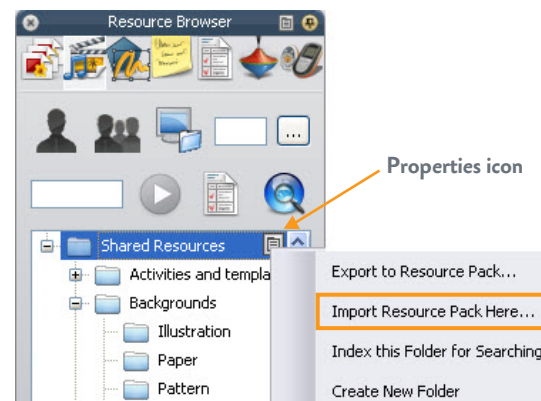 Resource Browser
...
Properties icon
Shared Resources
Activities and templa
Export to Resource Pack...
Backgrounds
Import Resource Pack Here...
Illustration
Index this Folder for Searching
Paper
Create New Folder
Pattern